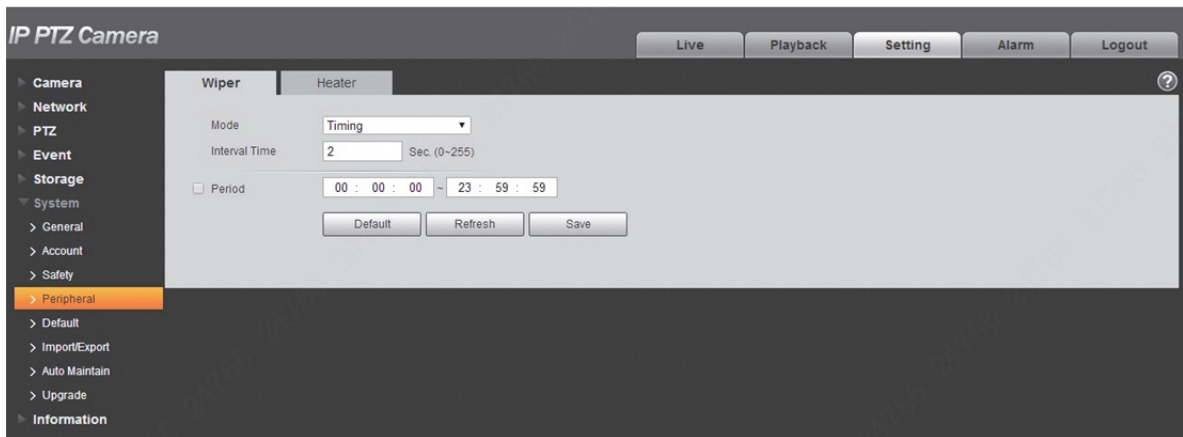 IP PTZ Camera
Live Playback Setting Alarm Logout
Camera
Network
PTZ
Event
Storage
System
General
Account
Safety
Peripheral
Default
Import/Export
Auto Maintain
Upgrade
Information
Wiper Heater
Mode Timing
Interval Time 2 Sec. (0~255)
Period 00 : 00 : 00 ~ 23 : 59 : 59
Default Refresh Save